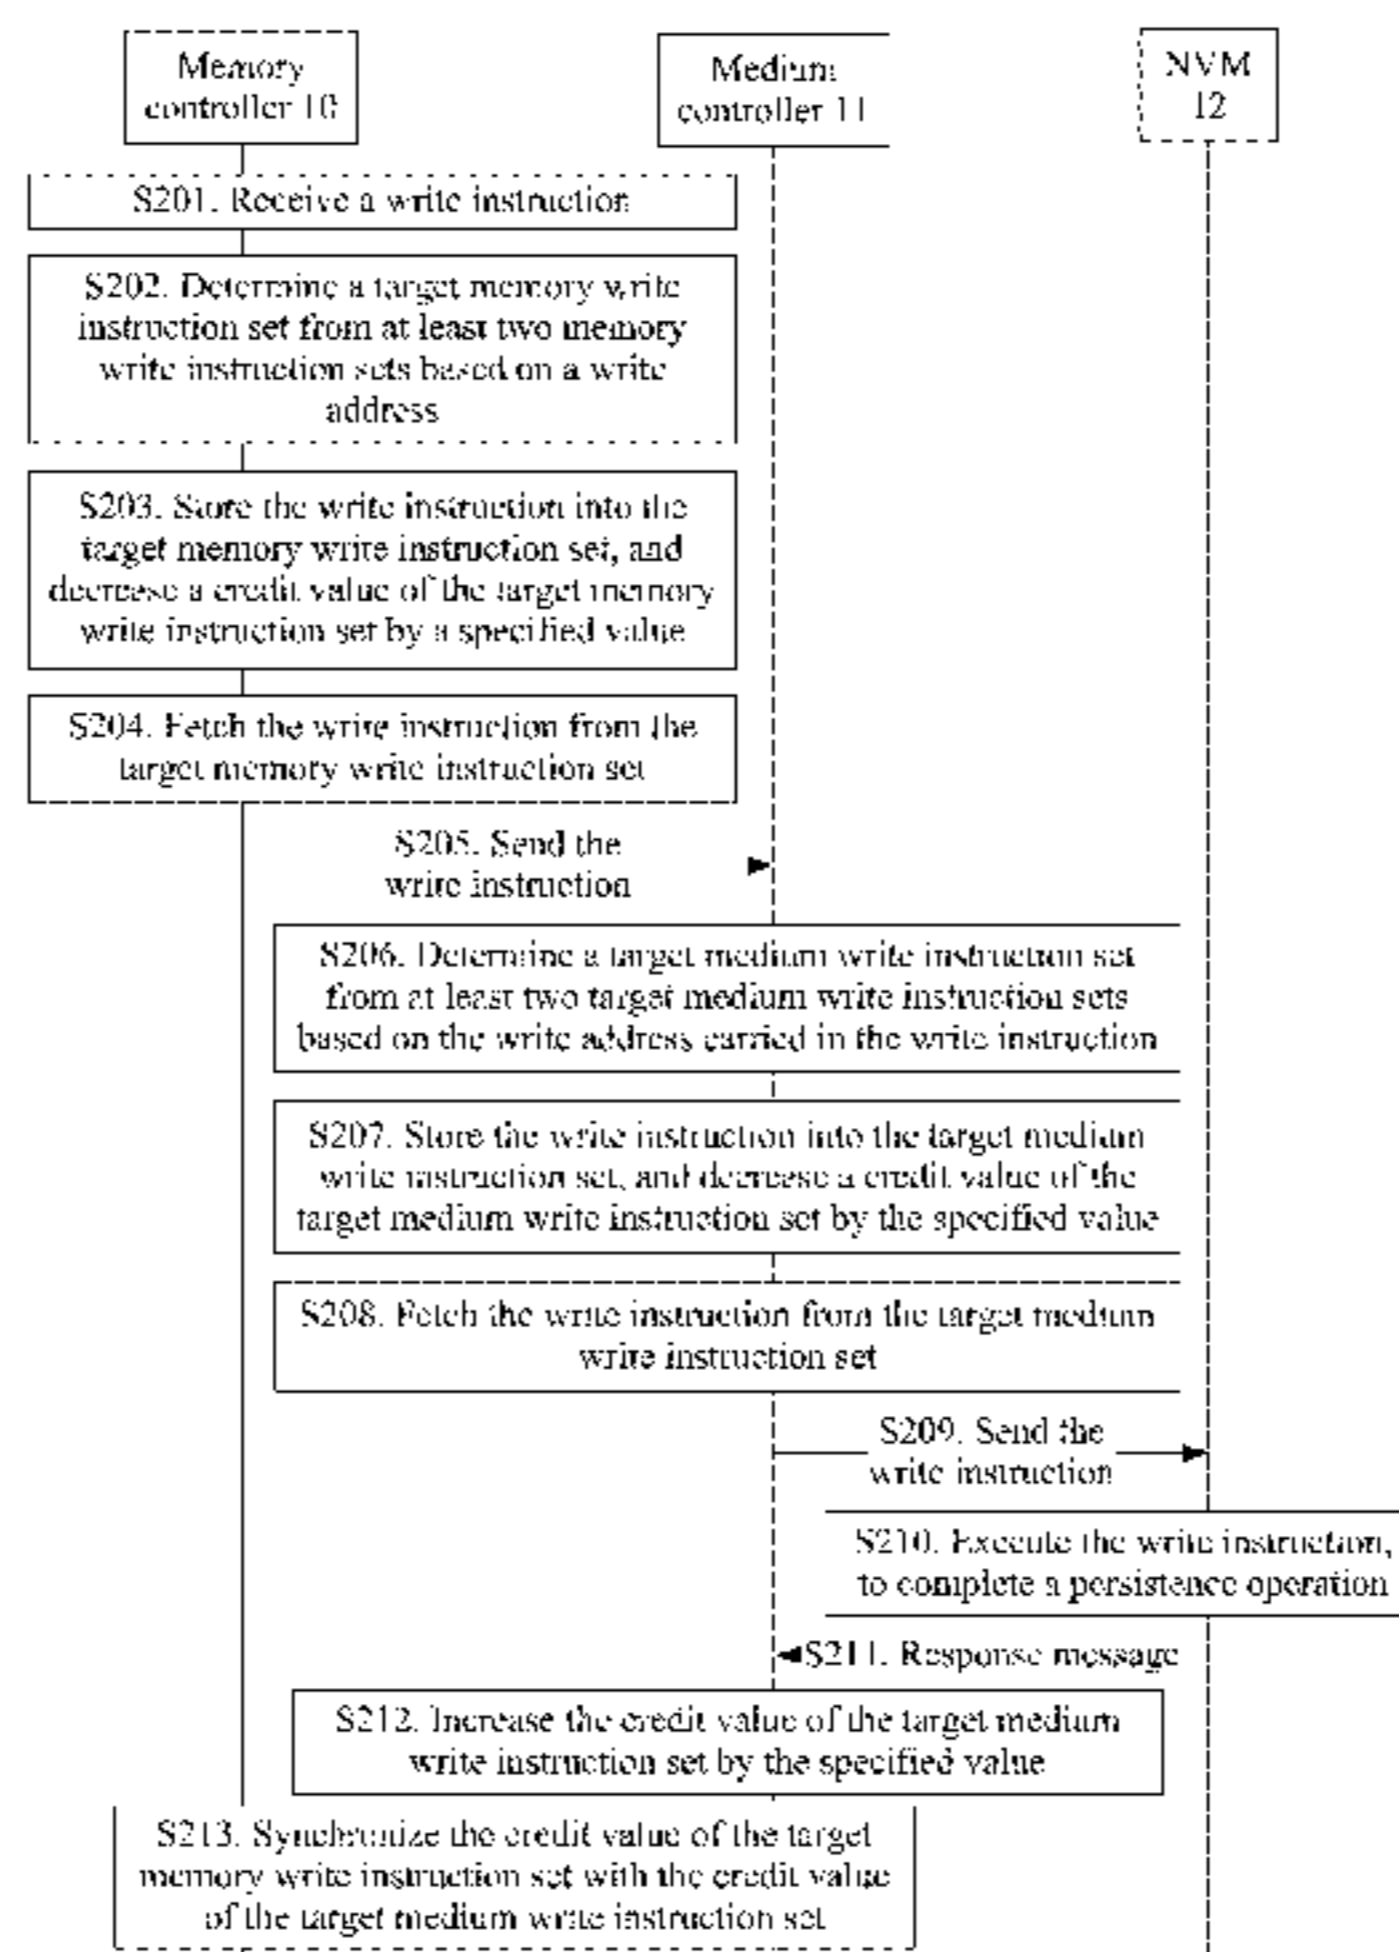 Memory
controller 10
Medium
controller 11
NVM
12
S201. Receive a write instruction
S202. Determine a target memory write
instruction set from at least two memory
write instruction sets based on a write
address
S203. Store the write instruction into the
target memory write instruction set, and
decrease a credit value of the target memory
write instruction set by a specified value
S204. Fetch the write instruction from the
target memory write instruction set
S205. Send the
write instruction
S206. Determine a target medium write instruction set
from at least two target medium write instruction sets
based on the write address carried in the write instruction
S207. Store the write instruction into the target medium
write instruction set, and decrease a credit value of the
target medium write instruction set by the specified value
S208. Fetch the write instruction from the target medium
write instruction set
S209. Send the
write instruction
S210. Execute the write instruction,
to complete a persistence operation
S211. Response message
S212. Increase the credit value of the target medium
write instruction set by the specified value
S213. Synchronize the credit value of the target
memory write instruction set with the credit value
of the target medium write instruction set